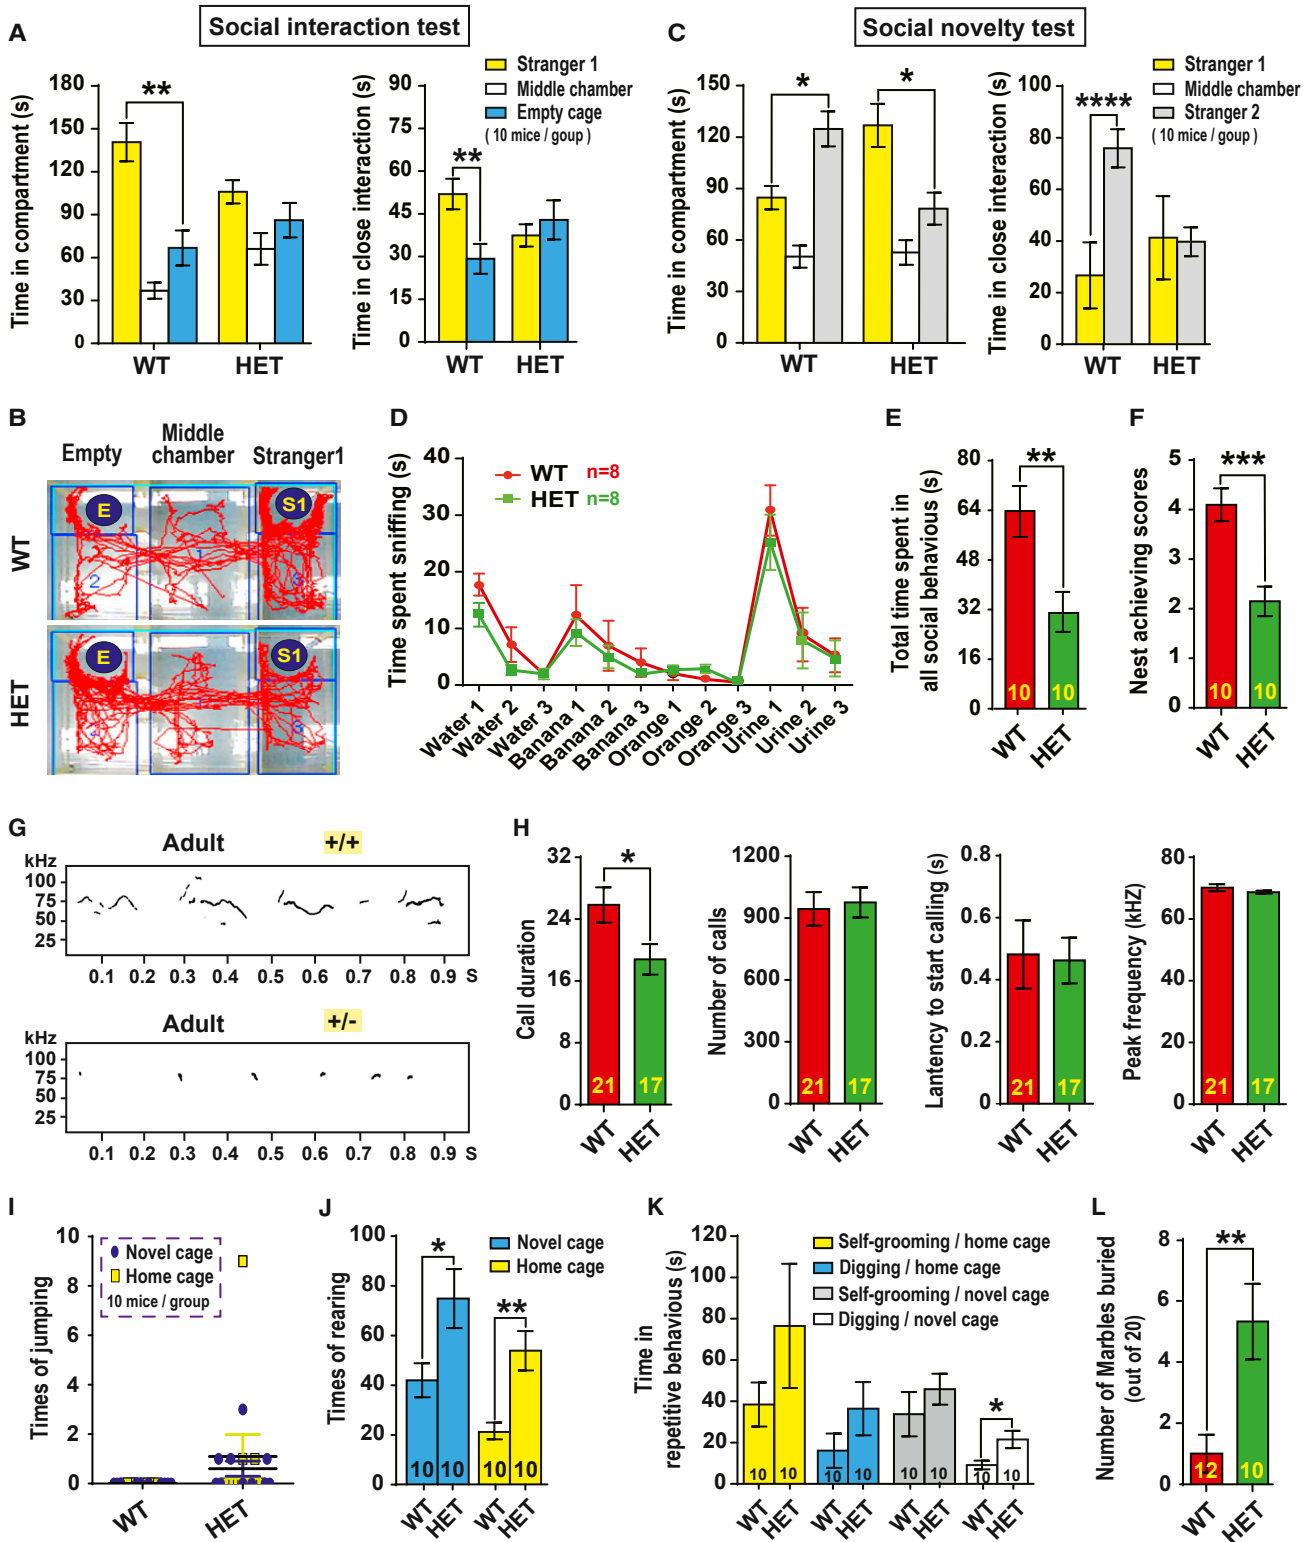 A
Social interaction test
Time in compartment (s)
180
150
120
90
60
30
0
**
WT
HET
Time in close interaction (s)
90
75
60
45
30
15
0
**
WT
HET
Stranger 1
Middle chamber
Empty cage
( 10 mice / goup )
C
Social novelty test
Time in compartment (s)
150
120
90
60
30
0
*
*
WT
HET
Time in close interaction (s)
100
80
60
40
20
0
****
WT
HET
Stranger 1
Middle chamber
Stranger 2
( 10 mice / goup )
B
Empty
Middle
chamber
Stranger1
WT
E
S1
2
1
HET
E
S1
D
Time spent sniffing (s)
40
30
20
10
0
WT n=8
HET n=8
Water 1
Water 2
Water 3
Banana 1
Banana 2
Banana 3
Orange 1
Orange 2
Orange 3
Urine 1
Urine 2
Urine 3
E
Total time spent in
all social behavious (s)
80
64
48
32
16
0
**
10
10
WT
HET
F
Nest achieving scores
5
4
3
2
1
0
***
10
10
WT
HET
G
Adult +/+
kHz
100
75
50
25
0.1 0.2 0.3 0.4 0.5 0.6 0.7 0.8 0.9 S
Adult +/-
kHz
100
75
50
25
0.1 0.2 0.3 0.4 0.5 0.6 0.7 0.8 0.9 S
H
Call duration
32
24
16
8
0
*
21
17
WT
HET
Number of calls
1200
900
600
300
0
21
17
WT
HET
Lantency to start calling (s)
0.8
0.6
0.4
0.2
0
21
17
WT
HET
Peak frequency (kHZ)
80
60
40
20
0
21
17
WT
HET
I
Times of jumping
10
8
6
4
2
0
Novel cage
Home cage
10 mice / group
WT
HET
J
Times of rearing
100
80
60
40
20
0
*
**
Novel cage
Home cage
10
10
10
10
WT
HET
WT
HET
K
Time in
repetitive behavious (s)
120
100
80
60
40
20
0
Self-grooming / home cage
Digging / home cage
Self-grooming / novel cage
Digging / novel cage
*
10
10
10
10
10
10
10
10
WT
HET
WT
HET
WT
HET
WT
HET
L
Number of Marbles buried
(out of 20)
8
6
4
2
0
**
12
10
WT
HET